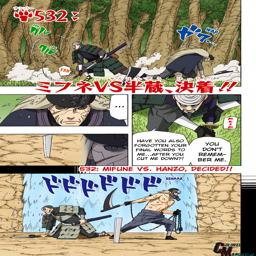 532:
ミフネVS半蔵、決着!!
YOU DON'T REMEMBER ME.
HAVE YOU ALSO
FORGOTTEN YOUR
FINAL WORDS TO
ME...AFTER YOU
CUT ME DOWN?!
532: MIFUNE VS. HANZO, DECIDED!!
ドドドドドド